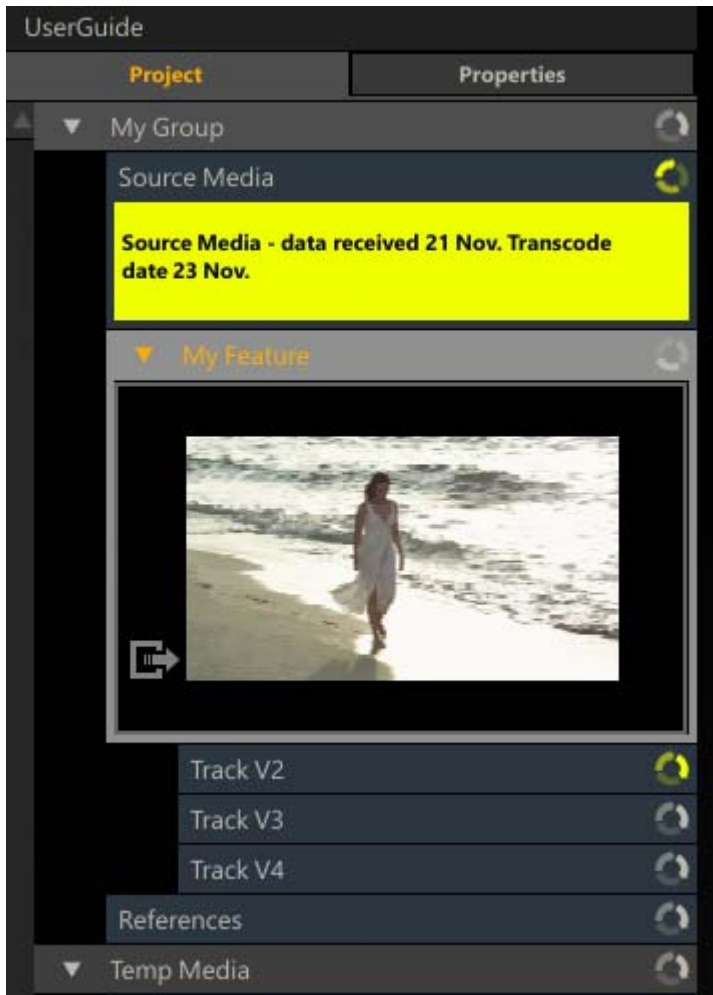 UserGuide
Project
Properties
My Group
Source Media
Source Media - data received 21 Nov. Transcode
date 23 Nov.
My Feature
Track V2
Track V3
Track V4
References
Temp Media